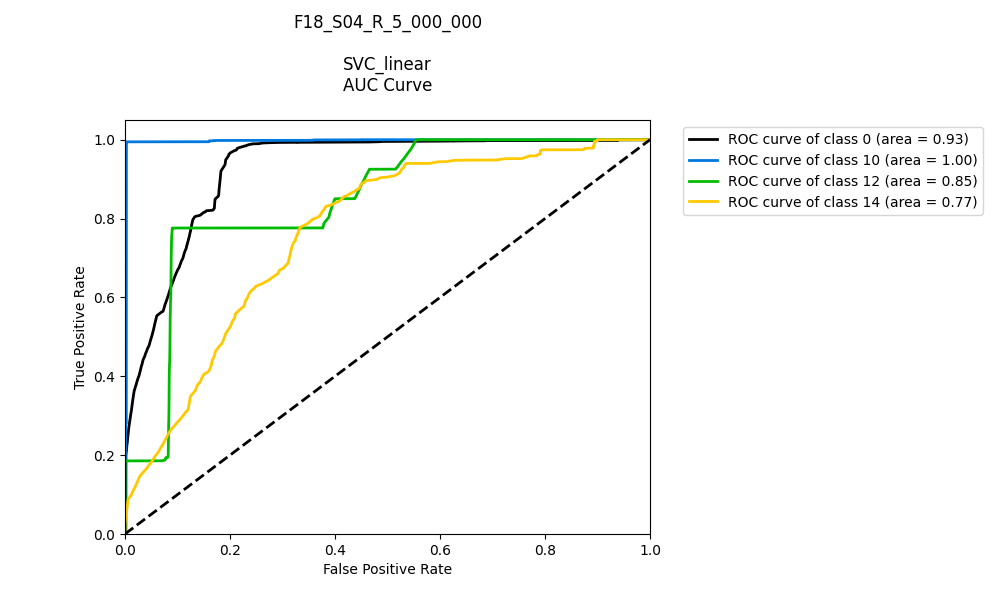 F18_S04_R_5_000_000
SVC_linear
AUC Curve
ROC curve of class 0 (area = 0.93)
ROC curve of class 10 (area = 1.00)
ROC curve of class 12 (area = 0.85)
ROC curve of class 14 (area = 0.77)
True Positive Rate
1.0
0.8
0.6
0.4
0.2
0.0
0.0 0.2 0.4 0.6 0.8 1.0
False Positive Rate